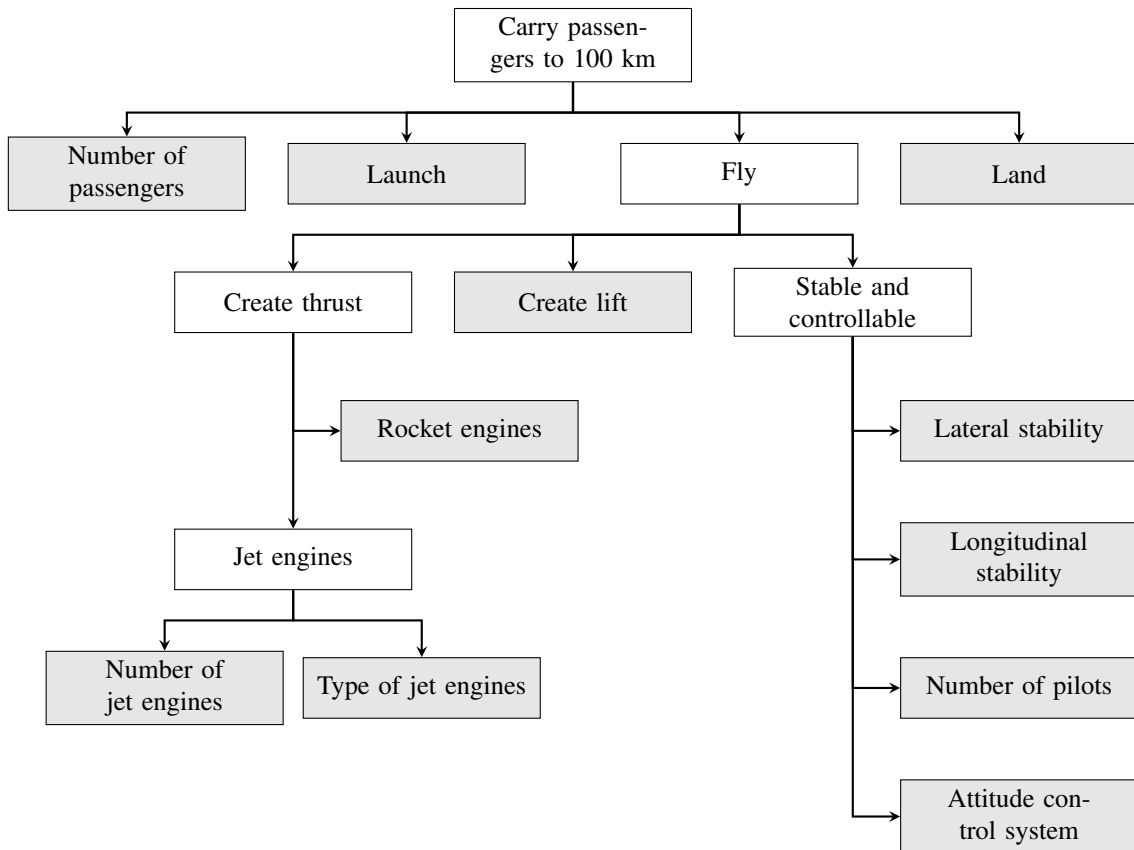 Carry passen-
gers to 100 km
Number of
passengers
Launch
Fly
Land
Create thrust
Create lift
Stable and
controllable
Rocket engines
Lateral stability
Jet engines
Longitudinal
stability
Number of
jet engines
Type of jet engines
Number of pilots
Attitude con-
trol system